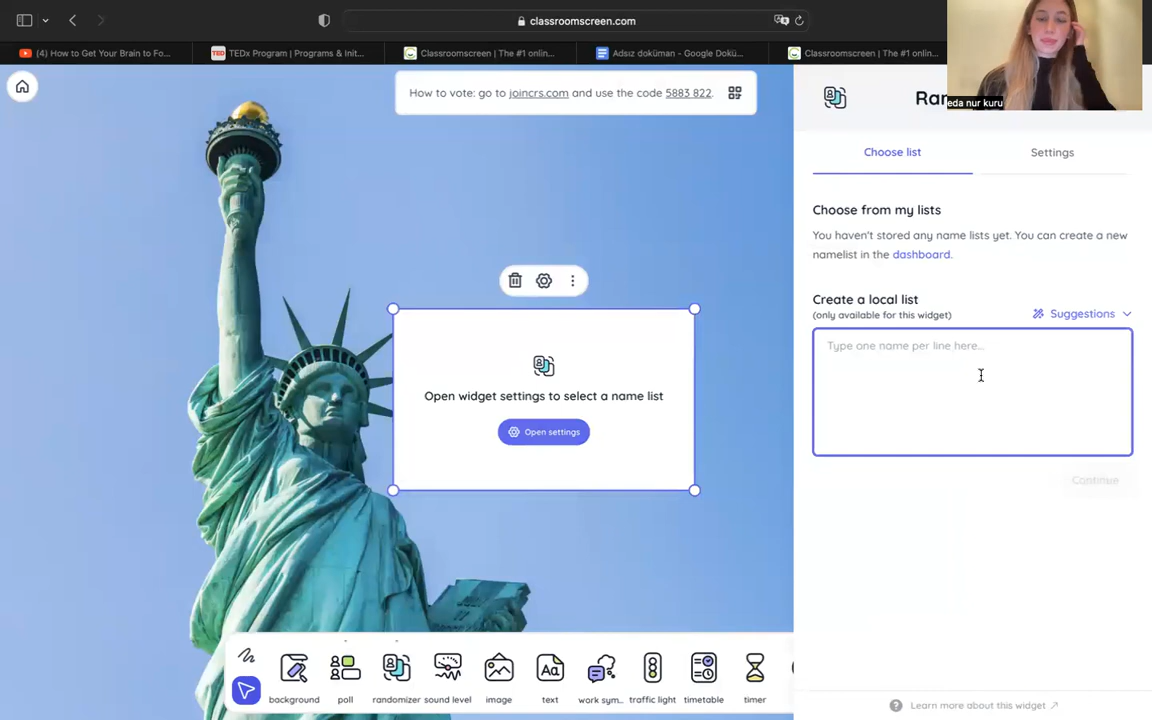 classroomscreen.com
(4) How to Get Your Brain to Fo...
TED
TEDx Program | Programs & Init...
Classroomscreen | The #1 onlin...
Adsız doküman - Google Dokü...
Classroomscreen | The #1 onlin...
How to vote: go to joincrs.com and use the code 5883 822.
eda nur kuru
Choose list
Settings
Choose from my lists
You haven't stored any name lists yet. You can create a new
namelist in the dashboard.
Create a local list
(only available for this widget)
Suggestions
Type one name per line here...
Continue
Open widget settings to select a name list
Open settings
background
poll
randomizer
sound level
image
Aa
text
work sym...
traffic light
timetable
timer
Learn more about this widget